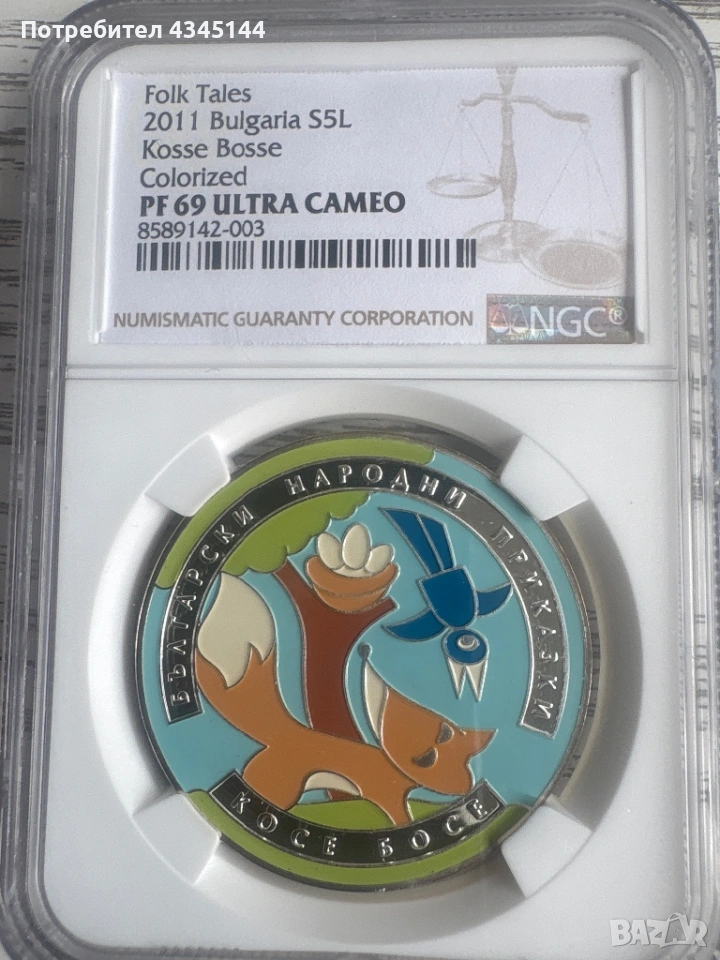 Потребител 4345144
Folk Tales
2011 Bulgaria S5L
Kosse Bosse
Colorized
PF 69 ULTRA CAMEO
8589142-003
NUMISMATIC GUARANTY CORPORATION
NGC®
БЪЛГАРСКИ НАРОДНИ ПРИКАЗКИ
КОСЕ БОСЕ
BAZAR